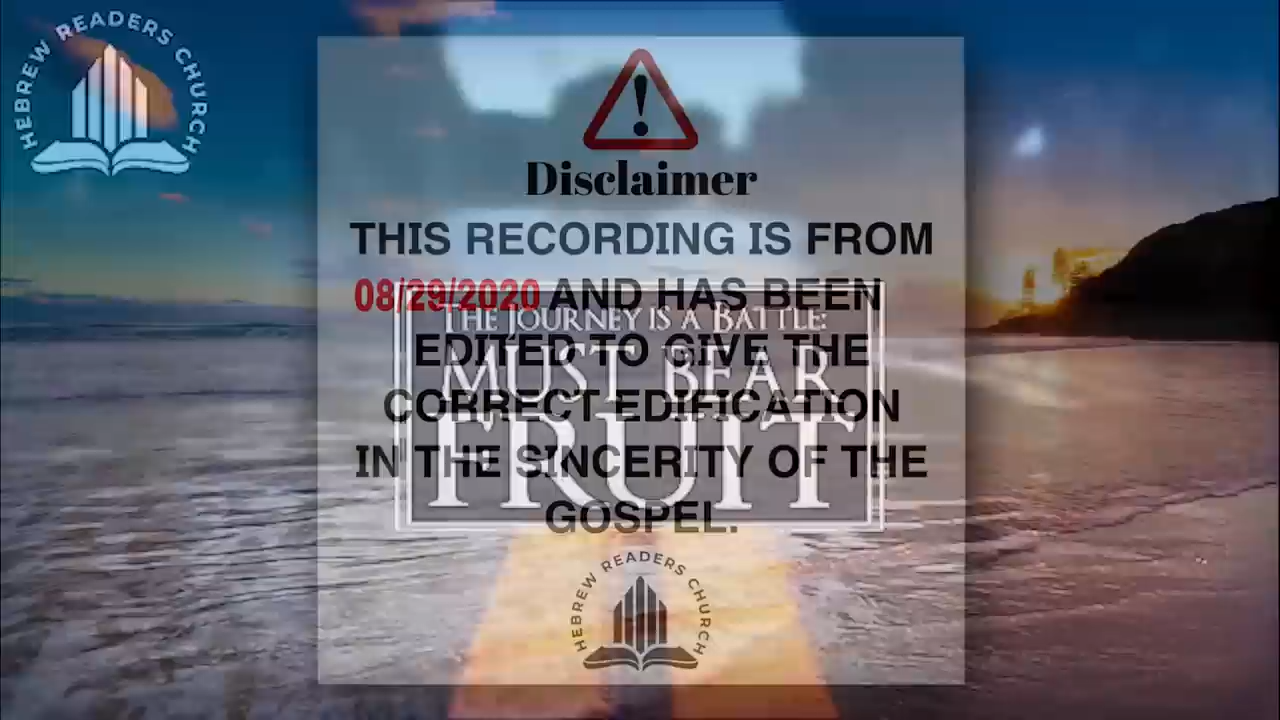 HEBREW READERS CHURCH
Disclaimer
THIS RECORDING IS FROM
08/29/2020 AND HAS BEEN
THE JOURNEY IS A BATTLE:
EDITED TO GIVE THE
MUST BEAR
CORRECT EDIFICATION
FRUIT
IN THE SINCERITY OF THE
GOSPEL.
HEBREW READERS CHURCH